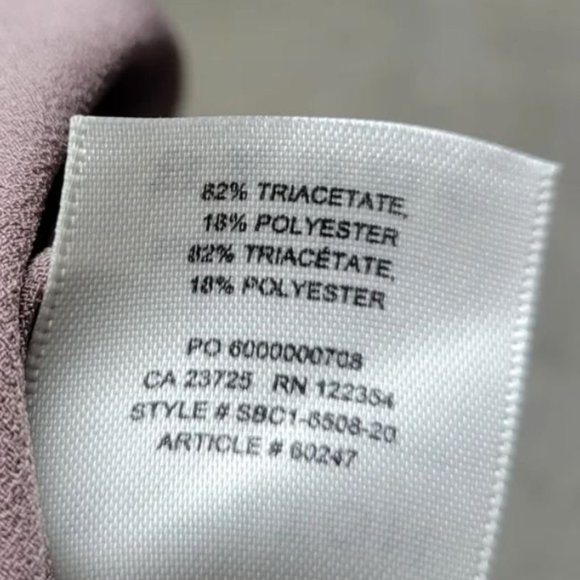 82% TRIACETATE,
18% POLYESTER
82% TRIACÉTATE,
18% POLYESTER
PO 6000000708
CA 23725 RN 122354
STYLE # SBC1-6508-20
ARTICLE # 60247